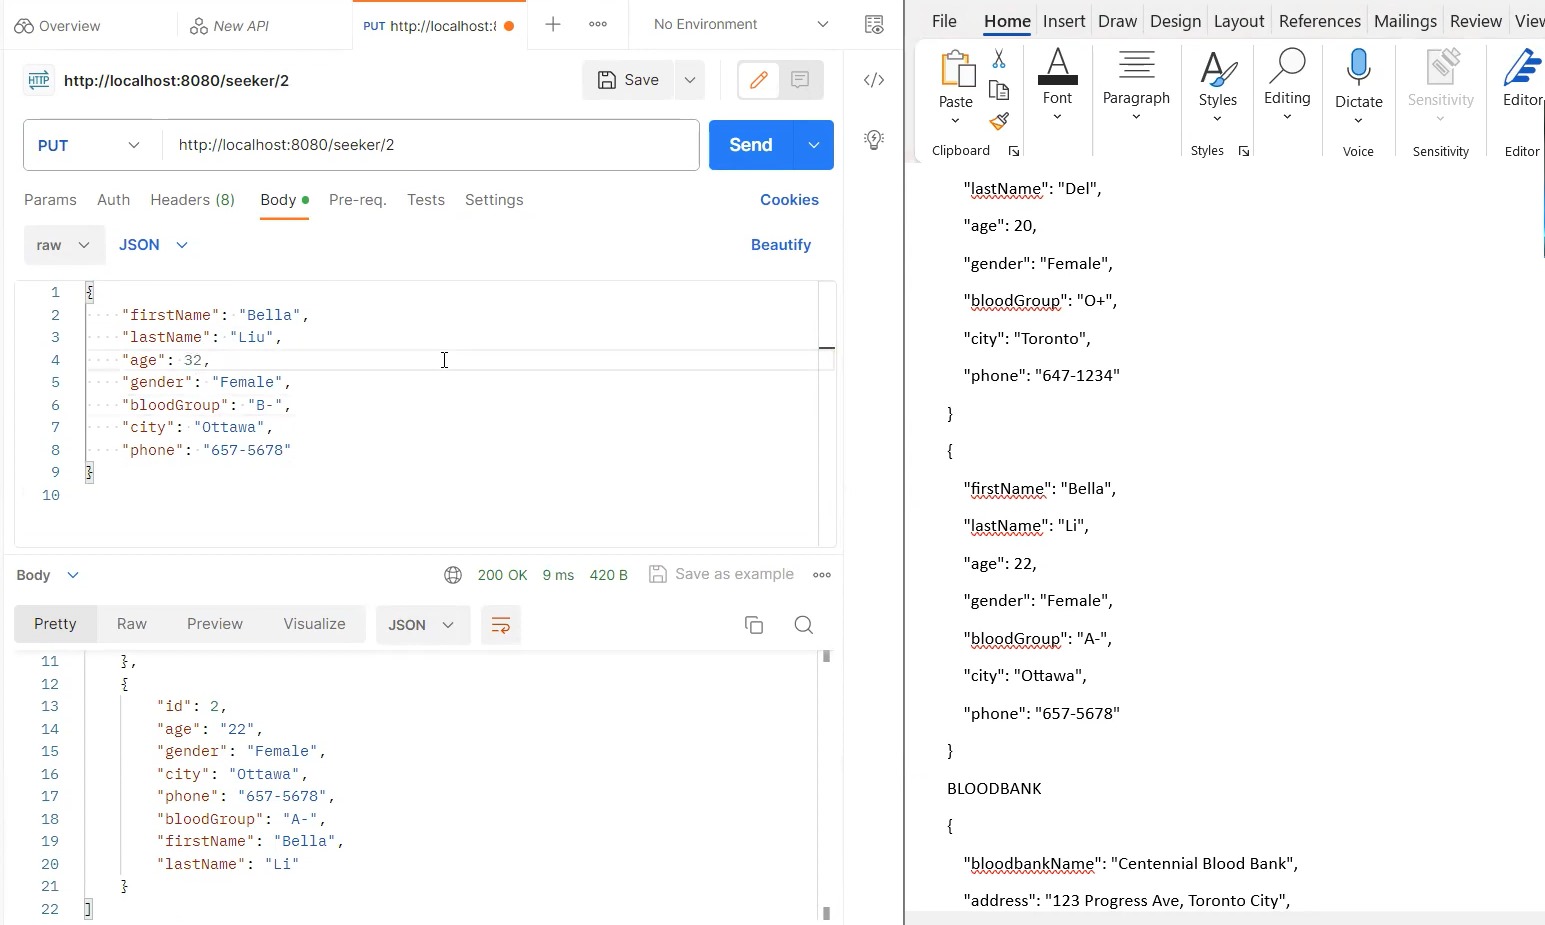 Overview
New API
PUT http://localhost:8
No Environment
HTTP http://localhost:8080/seeker/2
Save
PUT
http://localhost:8080/seeker/2
Send
Params
Auth
Headers (8)
Body
Pre-req.
Tests
Settings
Cookies
raw
JSON
Beautify
1 {
2 "firstName": "Bella",
3 "lastName": "Liu",
4 "age": 32,
5 "gender": "Female",
6 "bloodGroup": "B-",
7 "city": "Ottawa",
8 "phone": "657-5678"
9 }
10
Body
200 OK 9 ms 420 B
Save as example
Pretty
Raw
Preview
Visualize
JSON
11 },
12 {
13 "id": 2,
14 "age": "22",
15 "gender": "Female",
16 "city": "Ottawa",
17 "phone": "657-5678",
18 "bloodGroup": "A-",
19 "firstName": "Bella",
20 "lastName": "Li"
21 }
22 ]
File
Home
Insert
Draw
Design
Layout
References
Mailings
Review
View
Paste
Font
Paragraph
Styles
Editing
Dictate
Sensitivity
Editor
Clipboard
Styles
Voice
Sensitivity
Editor
"lastName": "Del",
"age": 20,
"gender": "Female",
"bloodGroup": "O+",
"city": "Toronto",
"phone": "647-1234"
}
{
"firstName": "Bella",
"lastName": "Li",
"age": 22,
"gender": "Female",
"bloodGroup": "A-",
"city": "Ottawa",
"phone": "657-5678"
}
BLOODBANK
{
"bloodbankName": "Centennial Blood Bank",
"address": "123 Progress Ave, Toronto City",